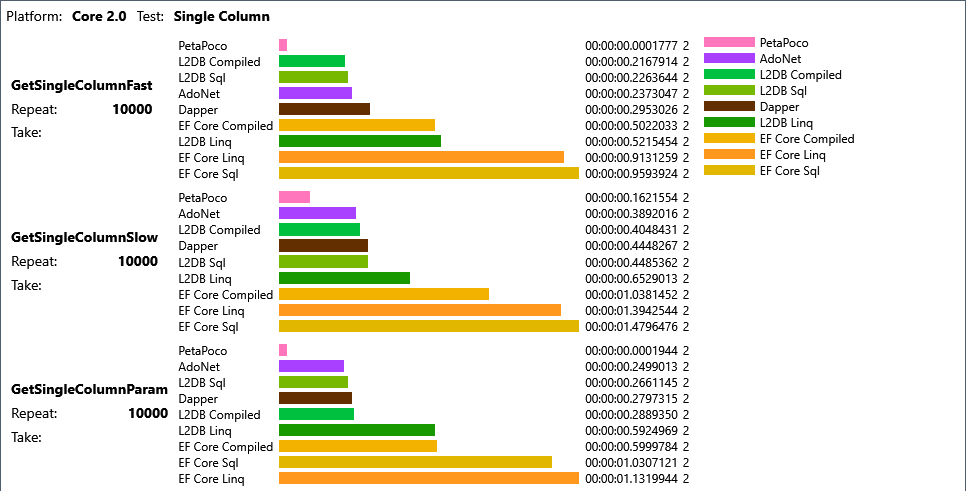 Platform: Core 2.0 Test: Single Column
GetSingleColumnFast
Repeat: 10000
Take:
PetaPoco 00:00:00.0001777 2
L2DB Compiled 00:00:00.2167914 2
L2DB Sql 00:00:00.2263644 2
AdoNet 00:00:00.2373047 2
Dapper 00:00:00.2953026 2
EF Core Compiled 00:00:00.5022033 2
L2DB Linq 00:00:00.5215454 2
EF Core Linq 00:00:00.9131259 2
EF Core Sql 00:00:00.9593924 2
GetSingleColumnSlow
Repeat: 10000
Take:
PetaPoco 00:00:00.1621554 2
AdoNet 00:00:00.3892016 2
L2DB Compiled 00:00:00.4048431 2
Dapper 00:00:00.4448267 2
L2DB Sql 00:00:00.4485362 2
L2DB Linq 00:00:00.6529013 2
EF Core Compiled 00:00:01.0381452 2
EF Core Linq 00:00:01.3942544 2
EF Core Sql 00:00:01.4796476 2
GetSingleColumnParam
Repeat: 10000
Take:
PetaPoco 00:00:00.0001944 2
AdoNet 00:00:00.2499013 2
L2DB Sql 00:00:00.2661145 2
Dapper 00:00:00.2797315 2
L2DB Compiled 00:00:00.2889350 2
L2DB Linq 00:00:00.5924969 2
EF Core Compiled 00:00:00.5999784 2
EF Core Sql 00:00:01.0307121 2
EF Core Linq 00:00:01.1319944 2
PetaPoco
AdoNet
L2DB Compiled
L2DB Sql
Dapper
L2DB Linq
EF Core Compiled
EF Core Linq
EF Core Sql